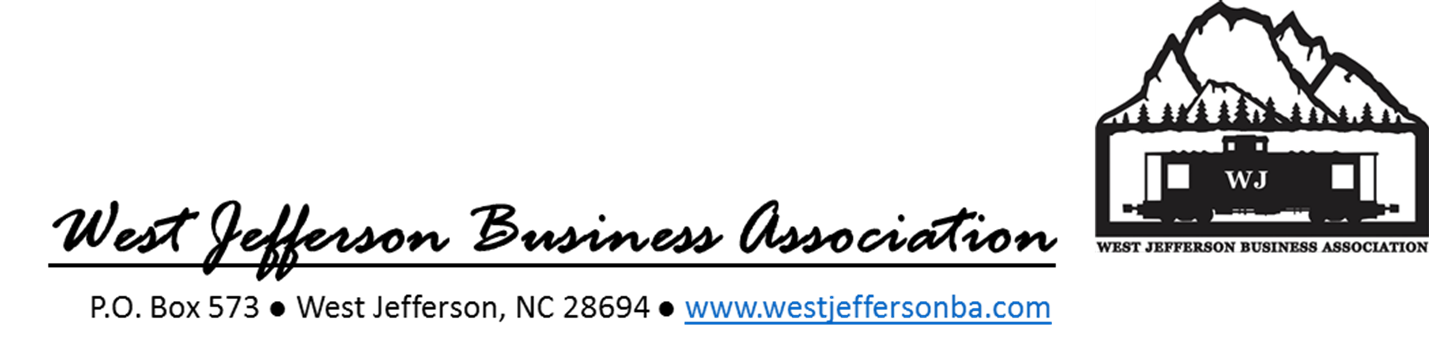 West Jefferson Business Association
P.O. Box 573 ● West Jefferson, NC 28694 ● www.westjeffersonba.com
WJ
WEST JEFFERSON BUSINESS ASSOCIATION